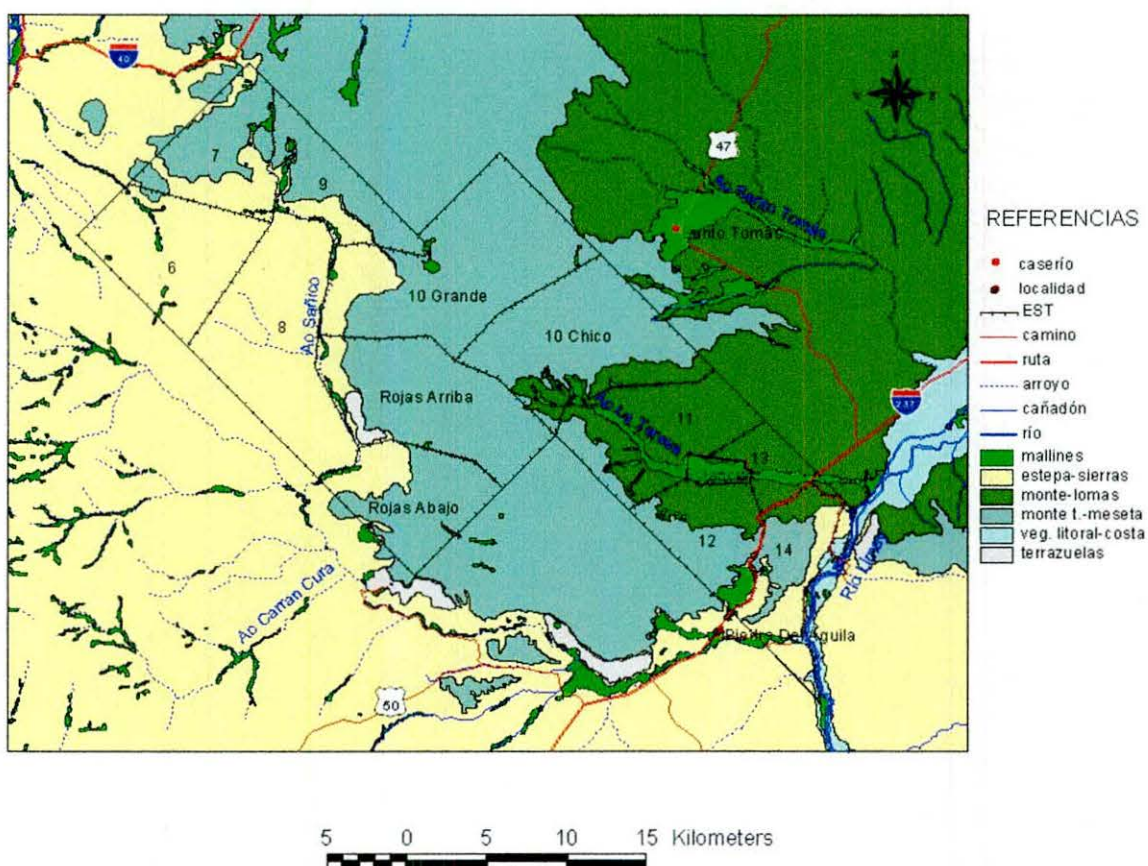 40
47
7
Ao Santo Tomás
9
anto Tomás
6
Ao Sañico
10 Grande
8
10 Chico
237
Rojas Arriba
11
Ao La Teresa
13
Rojas Abajo
12
14
Río Limay
Ao Carran Cura
Piedra Del Aguila
50
REFERENCIAS
caserío
localidad
EST
camino
ruta
arroyo
cañadón
río
mallines
estepa-sierras
monte-lomas
monte t.-meseta
veg. litoral-costa
terrazuelas
5 0 5 10 15 Kilometers